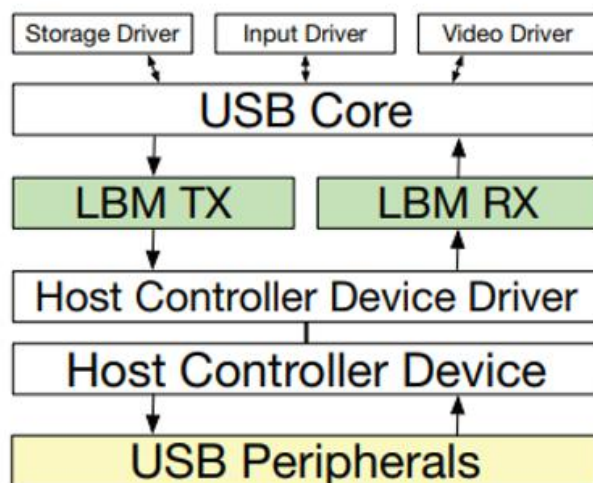 Storage Driver
Input Driver
Video Driver
USB Core
LBM TX
LBM RX
Host Controller Device Driver
Host Controller Device
USB Peripherals